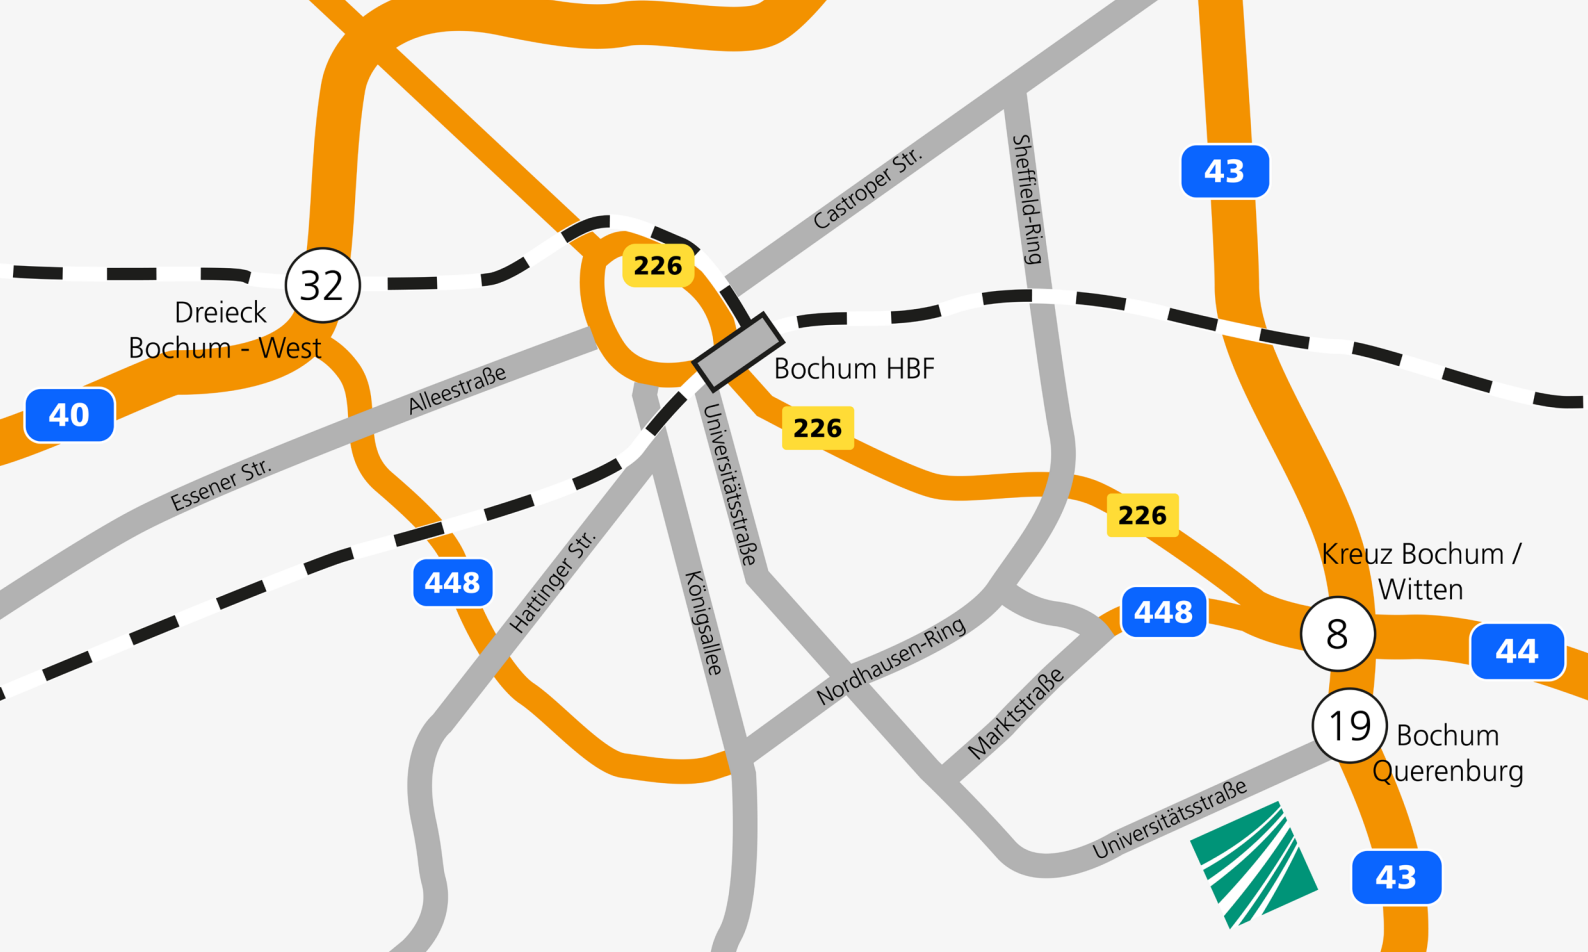 43
Castroper Str.
Sheffield-Ring
226
32
Dreieck
Bochum - West
Bochum HBF
Alleestraße
40
226
Universitätsstraße
Essener Str.
226
Kreuz Bochum /
Witten
448
Hattinger Str.
448
8
Königsallee
44
Nordhausen-Ring
Marktstraße
19
Bochum
Querenburg
Universitätsstraße
43